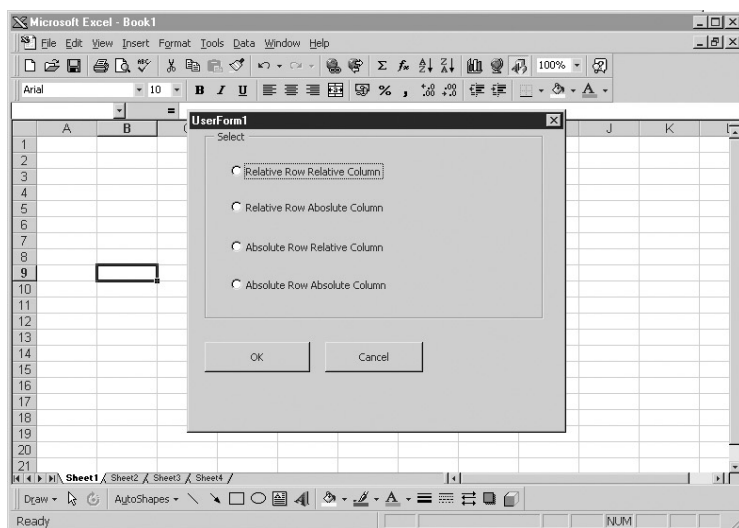 Microsoft Excel - Book1
File Edit View Insert Format Tools Data Window Help
100%
Arial 10 B I U % ,
=
A B C J K L
1
2
3
4
5
6
7
8
9
10
11
12
13
14
15
16
17
18
19
20
21
UserForm1
Select
Relative Row Relative Column
Relative Row Aboslute Column
Absolute Row Relative Column
Absolute Row Absolute Column
OK Cancel
Sheet1 Sheet2 Sheet3 Sheet4
Draw AutoShapes A
Ready NUM